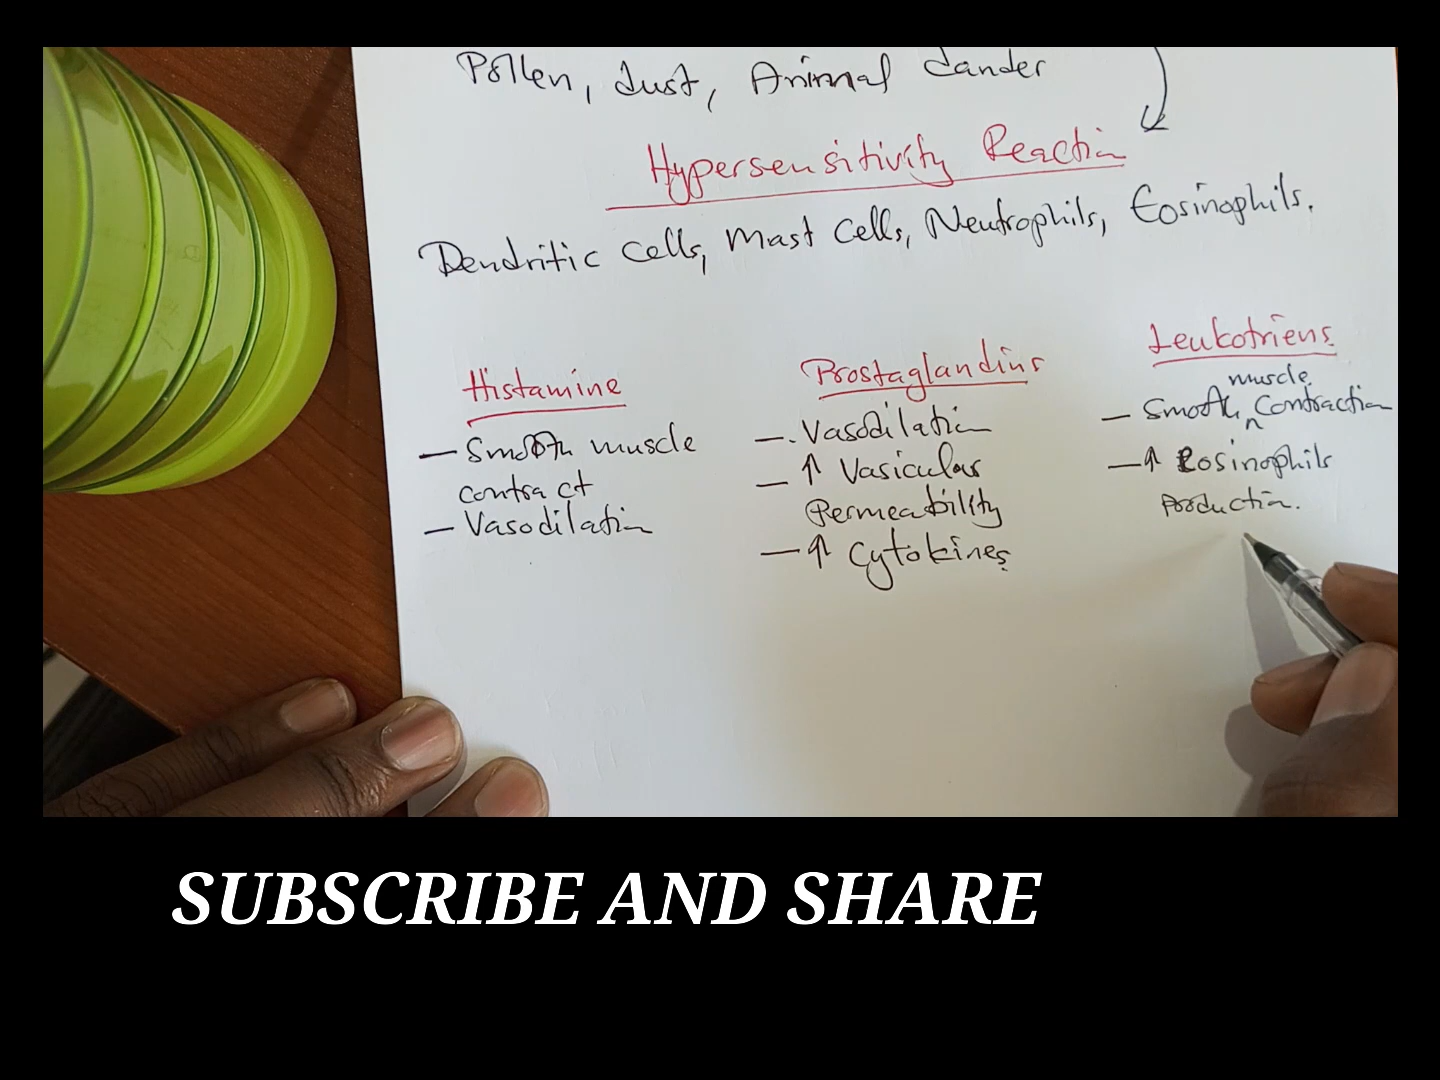 Pollen, dust, Animal dander
Hypersensitivity Reaction
Dendritic cells, Mast cells, Neutrophils, Eosinophils.
Histamine
— Smooth muscle
contract
— Vasodilation
Prostaglandins
—. Vasodilation
— ↑ Vasicular
Permeability
— ↑ Cytokines
Leukotriens
muscle
— Smooth ^ Contraction
— ↑ Eosinophils
Production.
SUBSCRIBE AND SHARE